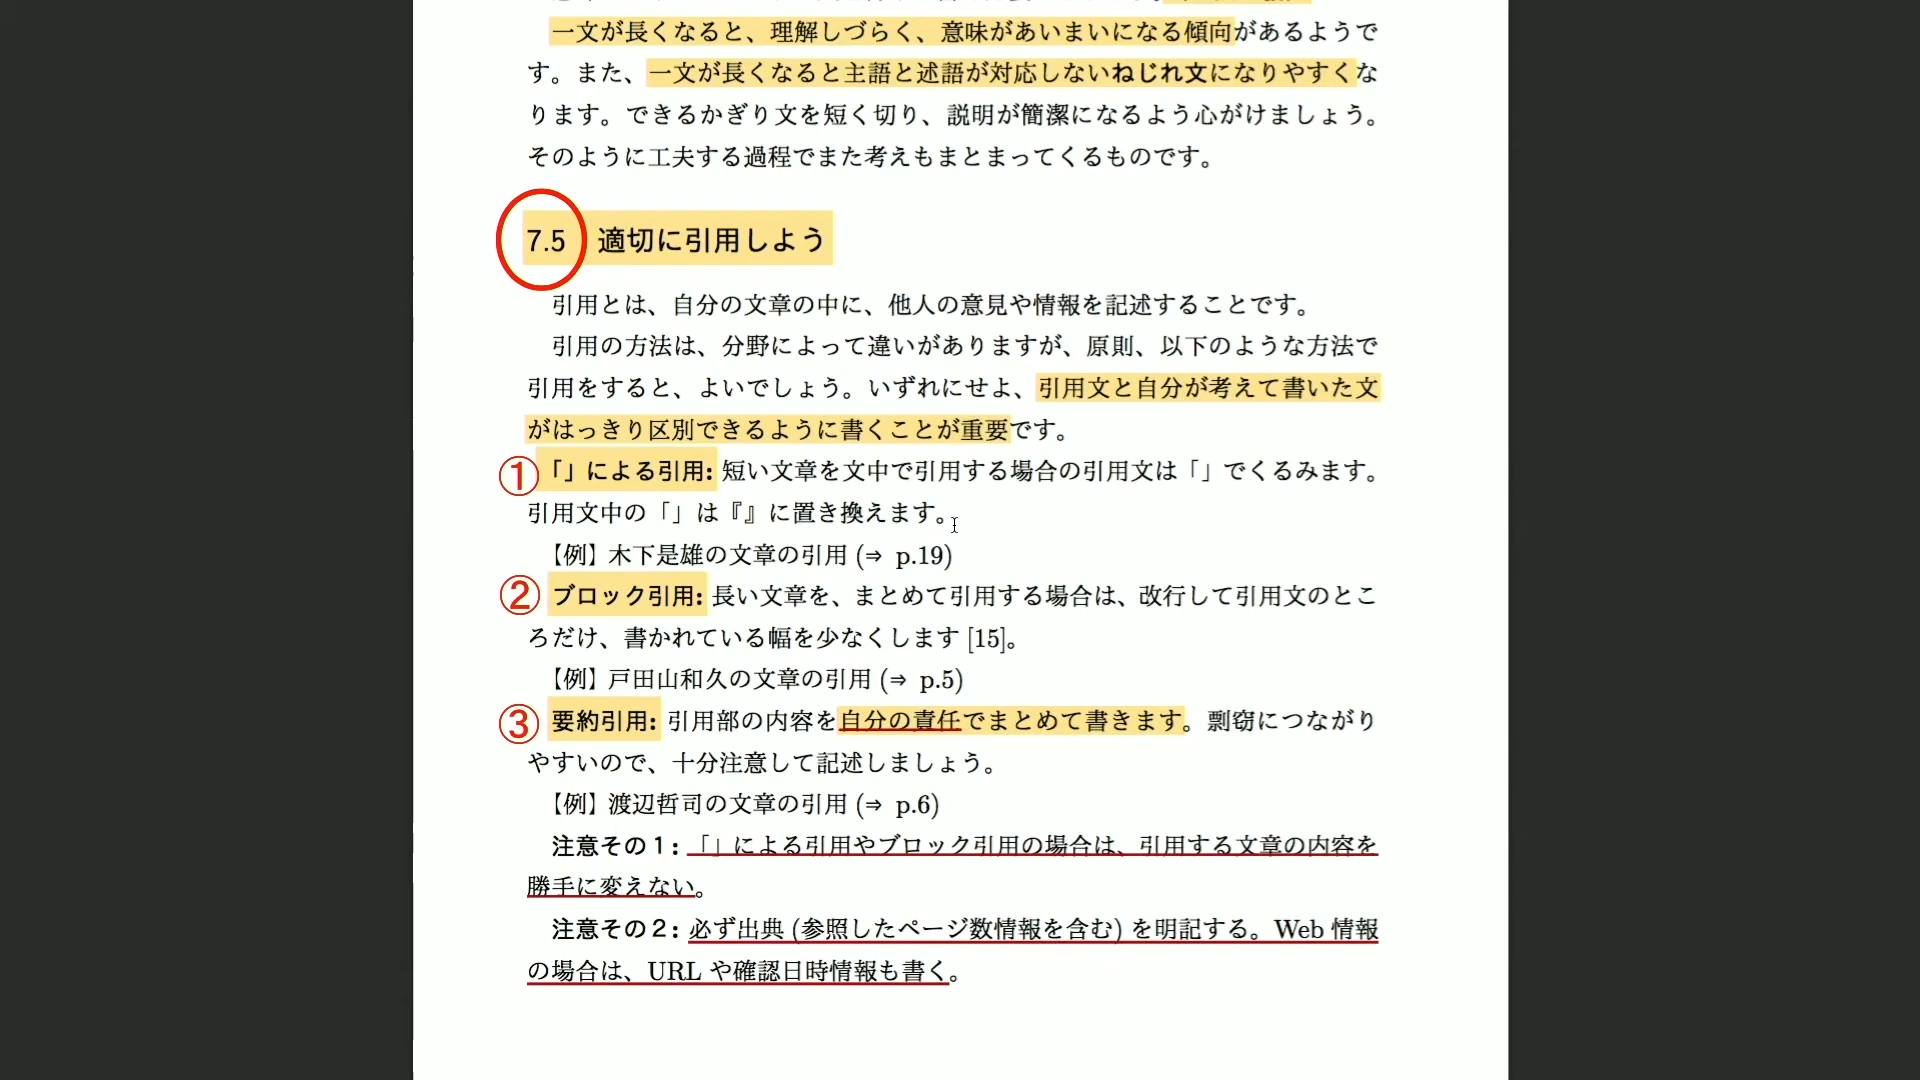 一文が長くなると、理解しづらく、意味があいまいになる傾向があるようで
す。また、一文が長くなると主語と述語が対応しないねじれ文になりやすくな
ります。できるかぎり文を短く切り、説明が簡潔になるよう心がけましょう。
そのように工夫する過程でまた考えもまとまってくるものです。
7.5 適切に引用しよう
引用とは、自分の文章の中に、他人の意見や情報を記述することです。
引用の方法は、分野によって違いがありますが、原則、以下のような方法で
引用をすると、よいでしょう。いずれにせよ、引用文と自分が考えて書いた文
がはっきり区別できるように書くことが重要です。
① 「」による引用: 短い文章を文中で引用する場合の引用文は「」でくるみます。
引用文中の「」は『』に置き換えます。
【例】木下是雄の文章の引用 (⇒ p.19)
② ブロック引用: 長い文章を、まとめて引用する場合は、改行して引用文のとこ
ろだけ、書かれている幅を少なくします [15]。
【例】戸田山和久の文章の引用 (⇒ p.5)
③ 要約引用: 引用部の内容を自分の責任でまとめて書きます。剽窃につながり
やすいので、十分注意して記述しましょう。
【例】渡辺哲司の文章の引用 (⇒ p.6)
注意その1: 「」による引用やブロック引用の場合は、引用する文章の内容を
勝手に変えない。
注意その2: 必ず出典 (参照したページ数情報を含む) を明記する。Web 情報
の場合は、URL や確認日時情報も書く。